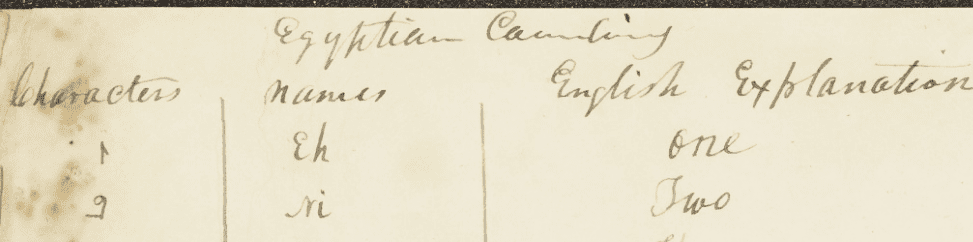 Egyptian Counting
Characters names English Explanation
1 Eh one
2 Ni Two